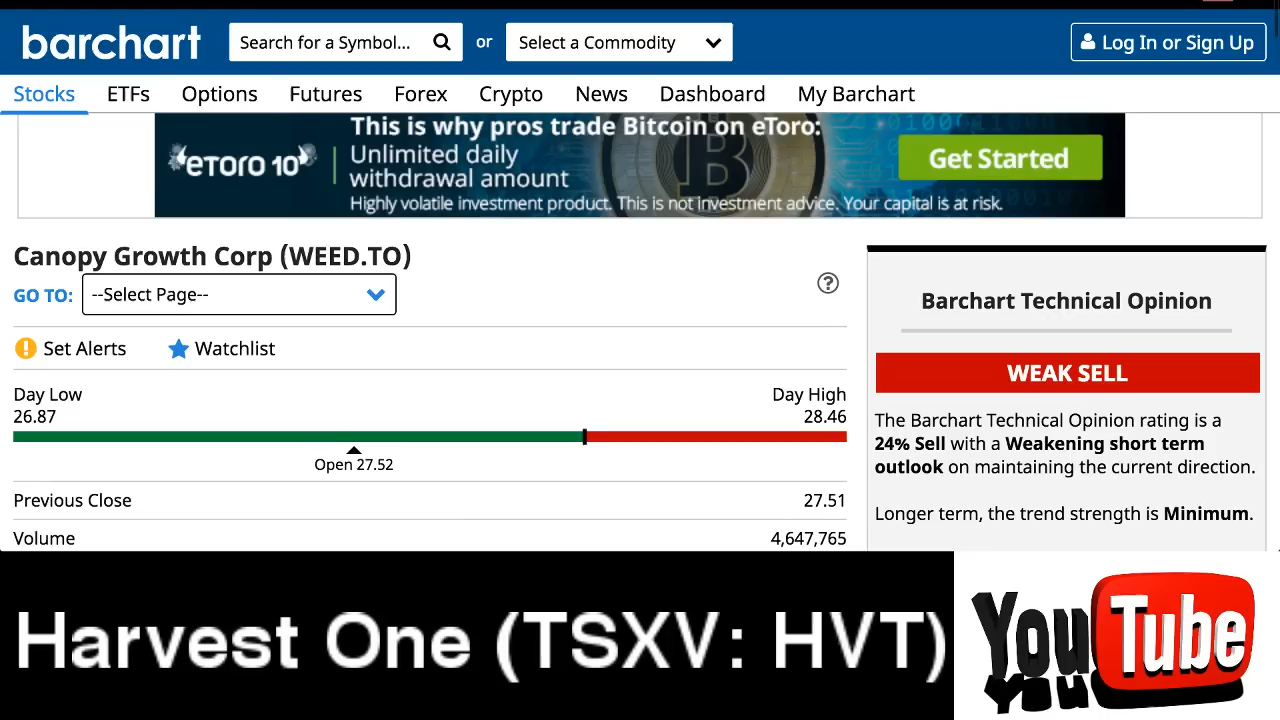 barchart
Search for a Symbol...
or
Select a Commodity
Log In or Sign Up
Stocks
ETFs
Options
Futures
Forex
Crypto
News
Dashboard
My Barchart
eTORO 10
This is why pros trade Bitcoin on eToro:
Unlimited daily
withdrawal amount
Highly volatile investment product. This is not investment advice. Your capital is at risk.
Get Started
Canopy Growth Corp (WEED.TO)
GO TO:
--Select Page--
?
Set Alerts
Watchlist
Day Low
Day High
26.87
28.46
Open 27.52
Previous Close
27.51
Volume
4,647,765
Barchart Technical Opinion
WEAK SELL
The Barchart Technical Opinion rating is a
24% Sell with a Weakening short term
outlook on maintaining the current direction.
Longer term, the trend strength is Minimum.
Harvest One (TSXV: HVT)
YouTube